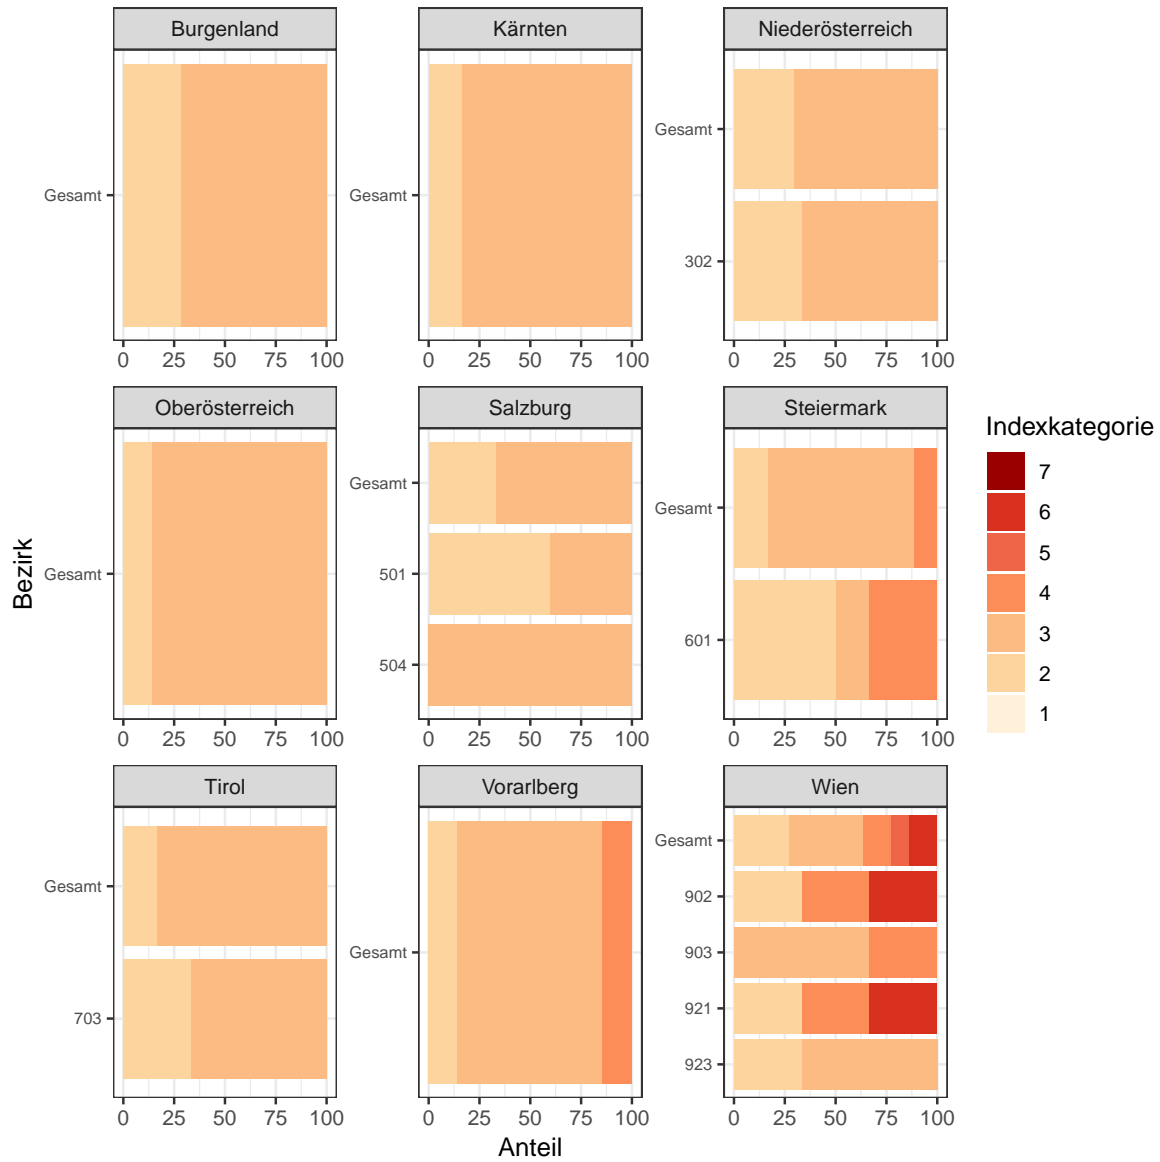 Burgenland
Kärnten
Niederösterreich
Gesamt
0 25 50 75 100
Gesamt
0 25 50 75 100
Gesamt
302
0 25 50 75 100
Oberösterreich
Salzburg
Steiermark
Gesamt
0 25 50 75 100
Gesamt
501
504
0 25 50 75 100
Gesamt
601
0 25 50 75 100
Tirol
Vorarlberg
Wien
Gesamt
703
0 25 50 75 100
Gesamt
0 25 50 75 100
Gesamt
902
903
921
923
0 25 50 75 100
Bezirk
Anteil
Indexkategorie
7
6
5
4
3
2
1